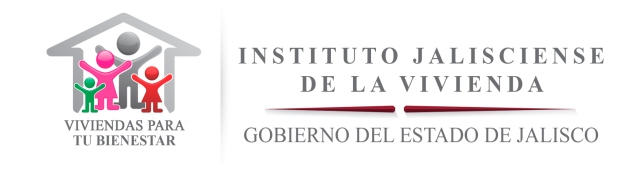 VIVIENDAS PARA
TU BIENESTAR
INSTITUTO JALISCIENSE
DE LA VIVIENDA
GOBIERNO DEL ESTADO DE JALISCO